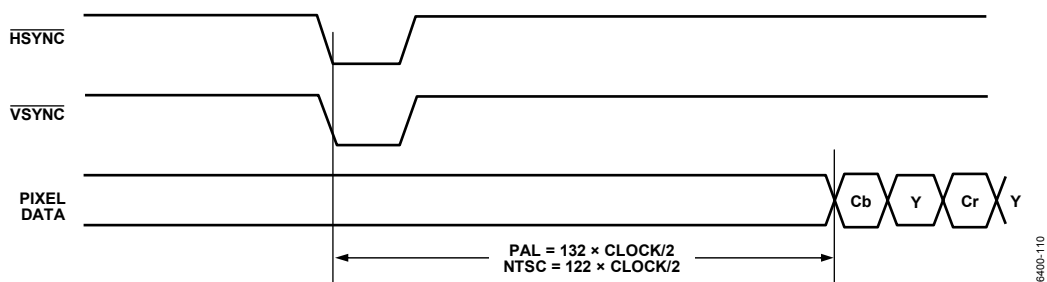 HSYNC
VSYNC
PIXEL
DATA
Cb Y Cr Y
PAL = 132 × CLOCK/2
NTSC = 122 × CLOCK/2
6400-110